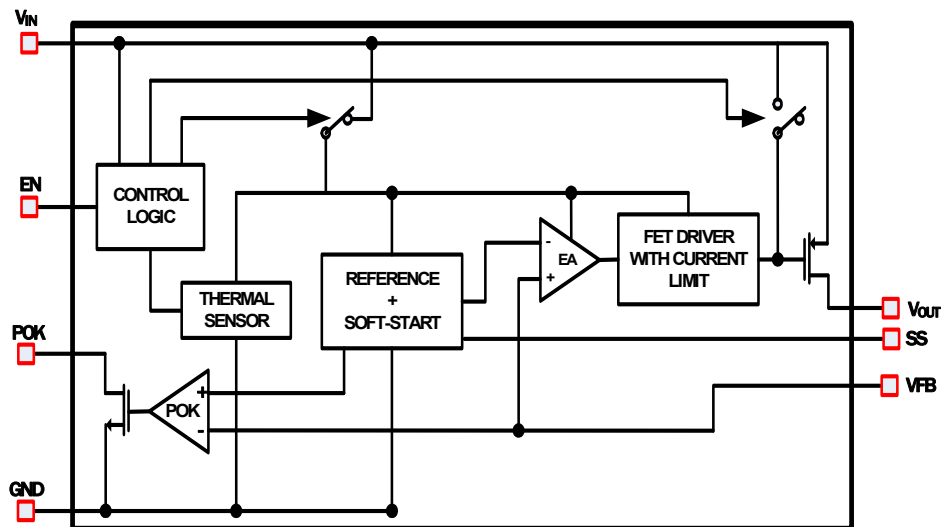 VIN
EN
CONTROL
LOGIC
THERMAL
SENSOR
REFERENCE
+
SOFT-START
-
EA
+
FET DRIVER
WITH CURRENT
LIMIT
VOUT
SS
VFB
POK
+
POK
-
GND